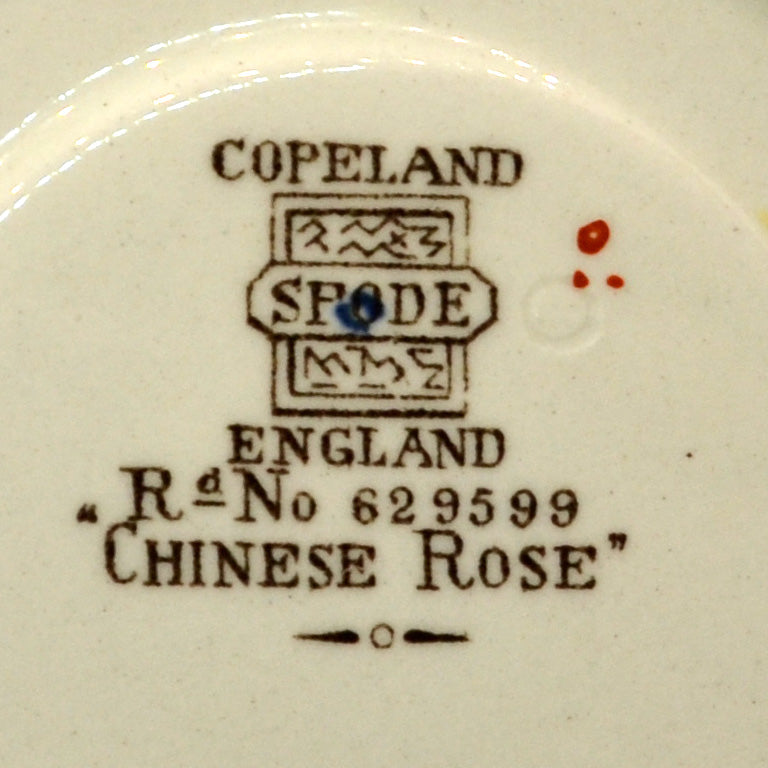 COPELAND
SPODE
ENGLAND
Rd No 629599
"CHINESE ROSE"